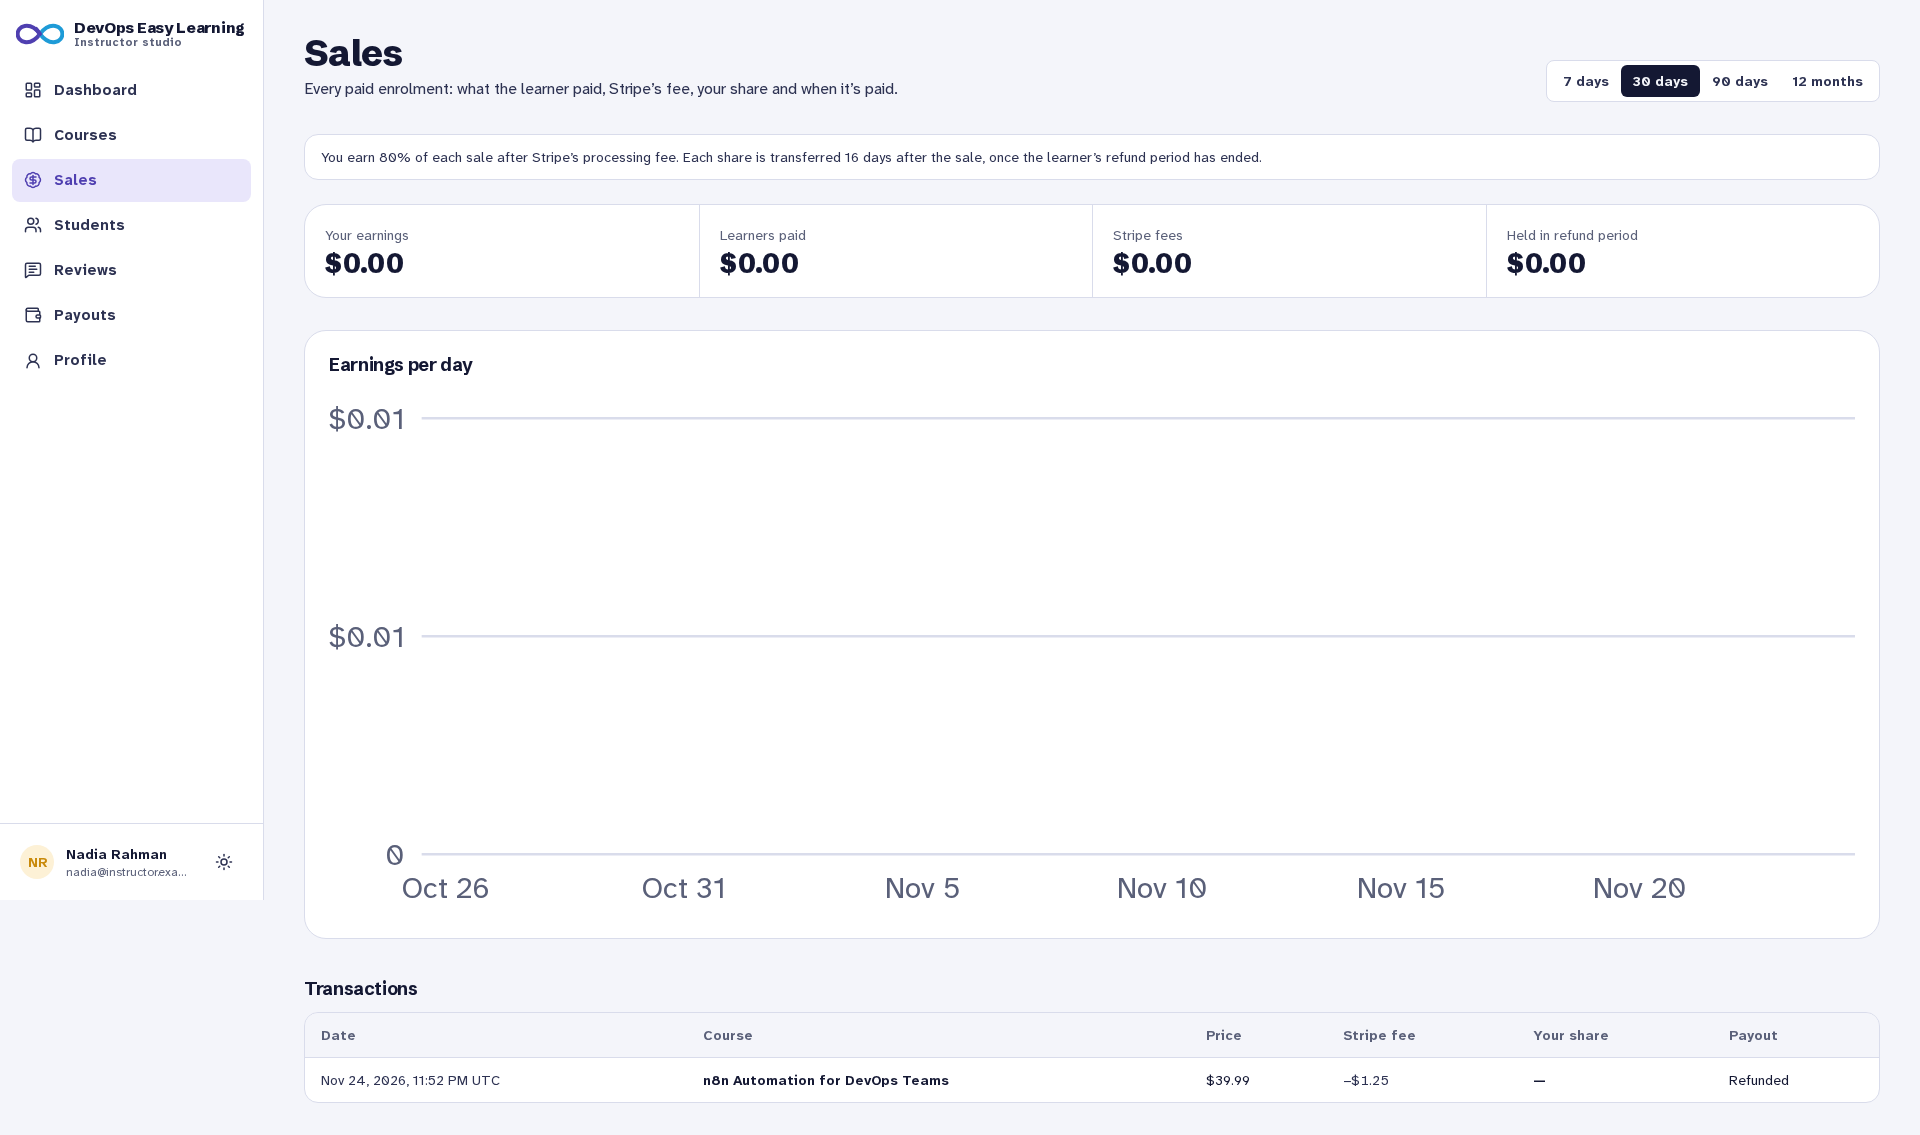 DevOps Easy Learning
Instructor studio
Dashboard
Courses
Sales
Students
Reviews
Payouts
Profile
NR
Nadia Rahman
nadia@instructor.exa...
Sales
Every paid enrolment: what the learner paid, Stripe’s fee, your share and when it’s paid.
7 days 30 days 90 days 12 months
You earn 80% of each sale after Stripe’s processing fee. Each share is transferred 16 days after the sale, once the learner’s refund period has ended.
Your earnings
$0.00
Learners paid
$0.00
Stripe fees
$0.00
Held in refund period
$0.00
Earnings per day
$0.01
$0.01
0
Oct 26 Oct 31 Nov 5 Nov 10 Nov 15 Nov 20
Transactions
Date Course Price Stripe fee Your share Payout
Nov 24, 2026, 11:52 PM UTC n8n Automation for DevOps Teams $39.99 −$1.25 — Refunded